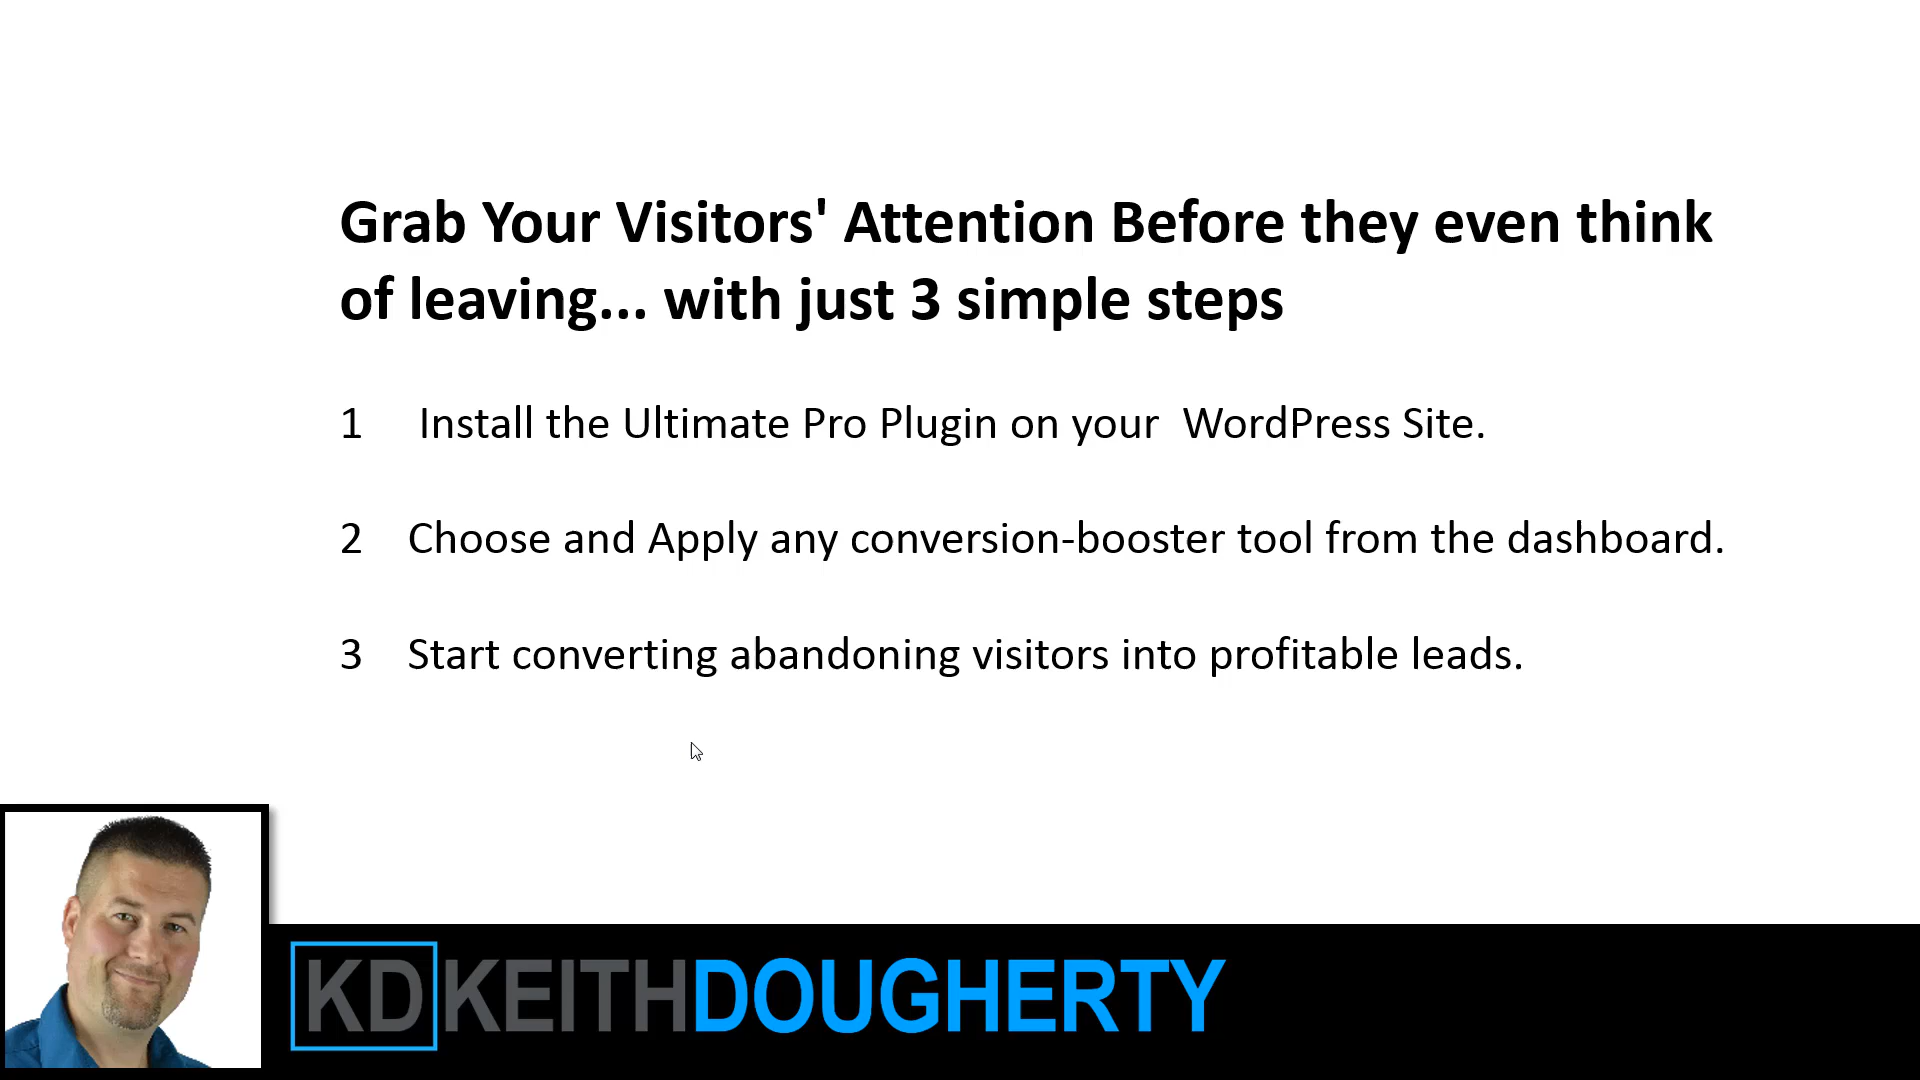 Grab Your Visitors' Attention Before they even think
of leaving... with just 3 simple steps
1 Install the Ultimate Pro Plugin on your WordPress Site.
2 Choose and Apply any conversion-booster tool from the dashboard.
3 Start converting abandoning visitors into profitable leads.
KD KEITHDOUGHERTY